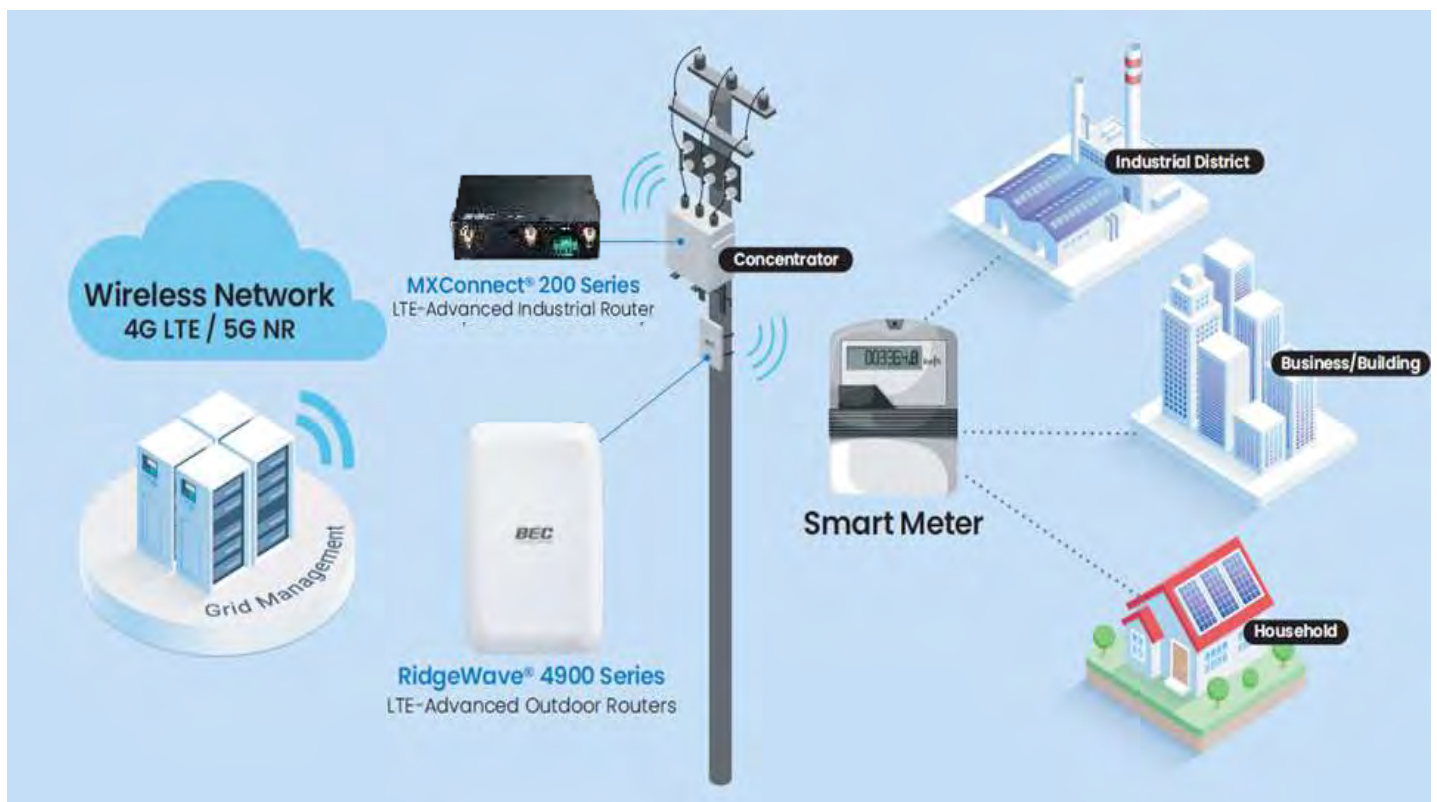 Wireless Network
4G LTE / 5G NR
Grid Management
BEC
MXConnect® 200 Series
LTE-Advanced Industrial Router
Concentrator
BEC
RidgeWave® 4900 Series
LTE-Advanced Outdoor Routers
Smart Meter
Industrial District
Business/Building
Household